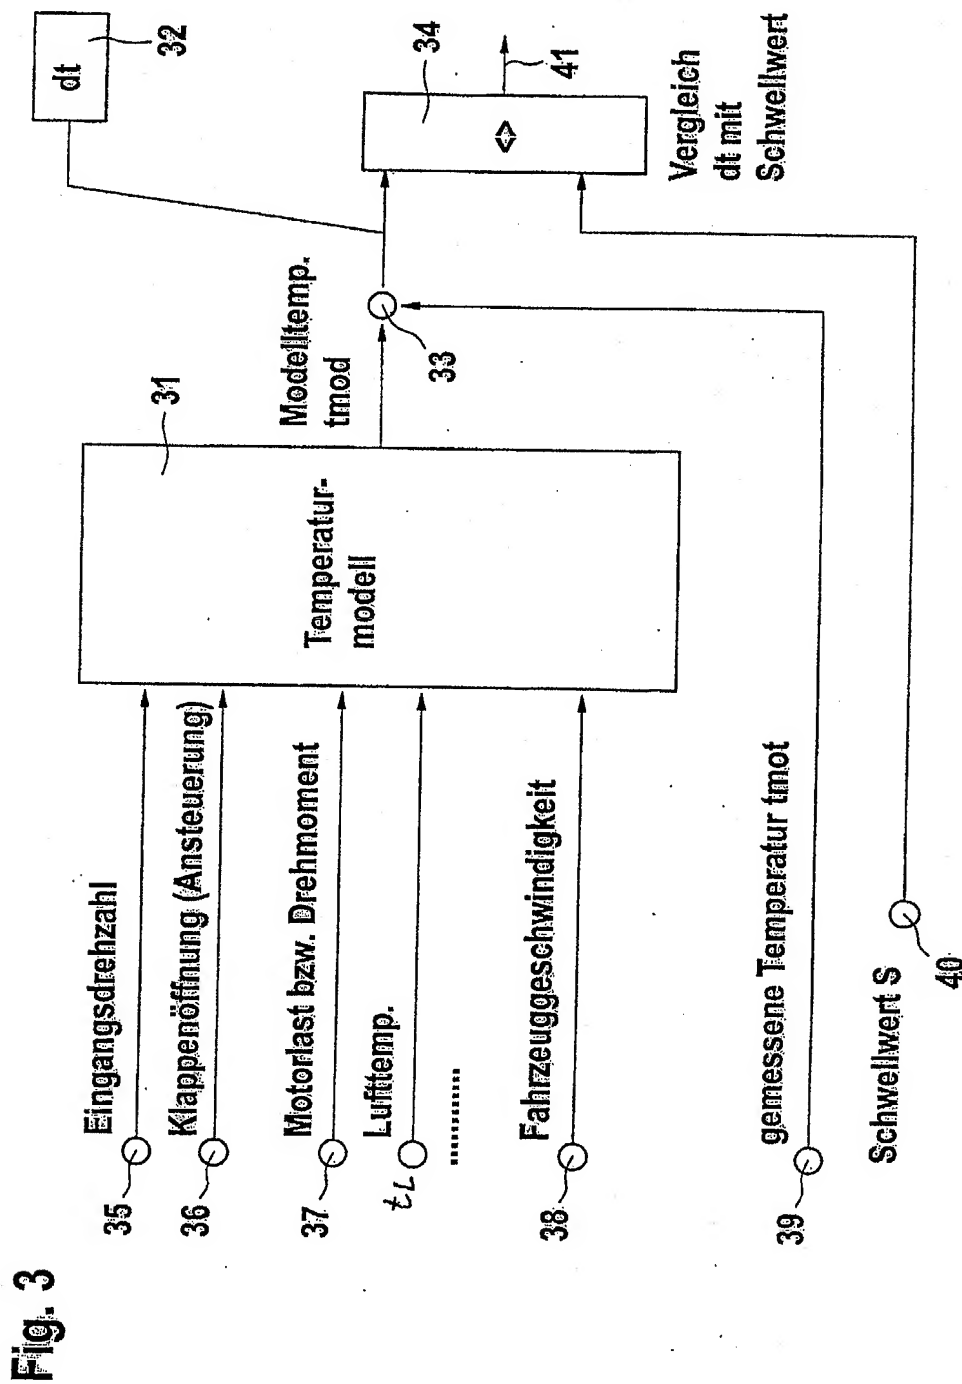 Fig. 3
35
Eingangsdrehzahl
36
Klappenöffnung (Ansteuerung)
37
Motorlast bzw. Drehmoment
tL
Lufttemp.
38
Fahrzeuggeschwindigkeit
39
gemessene Temperatur tmot
Schwellwert S
40
Temperatur-
modell
31
Modelltemp.
tmod
33
dt
32
34
<>
41
Vergleich
dt mit
Schwellwert